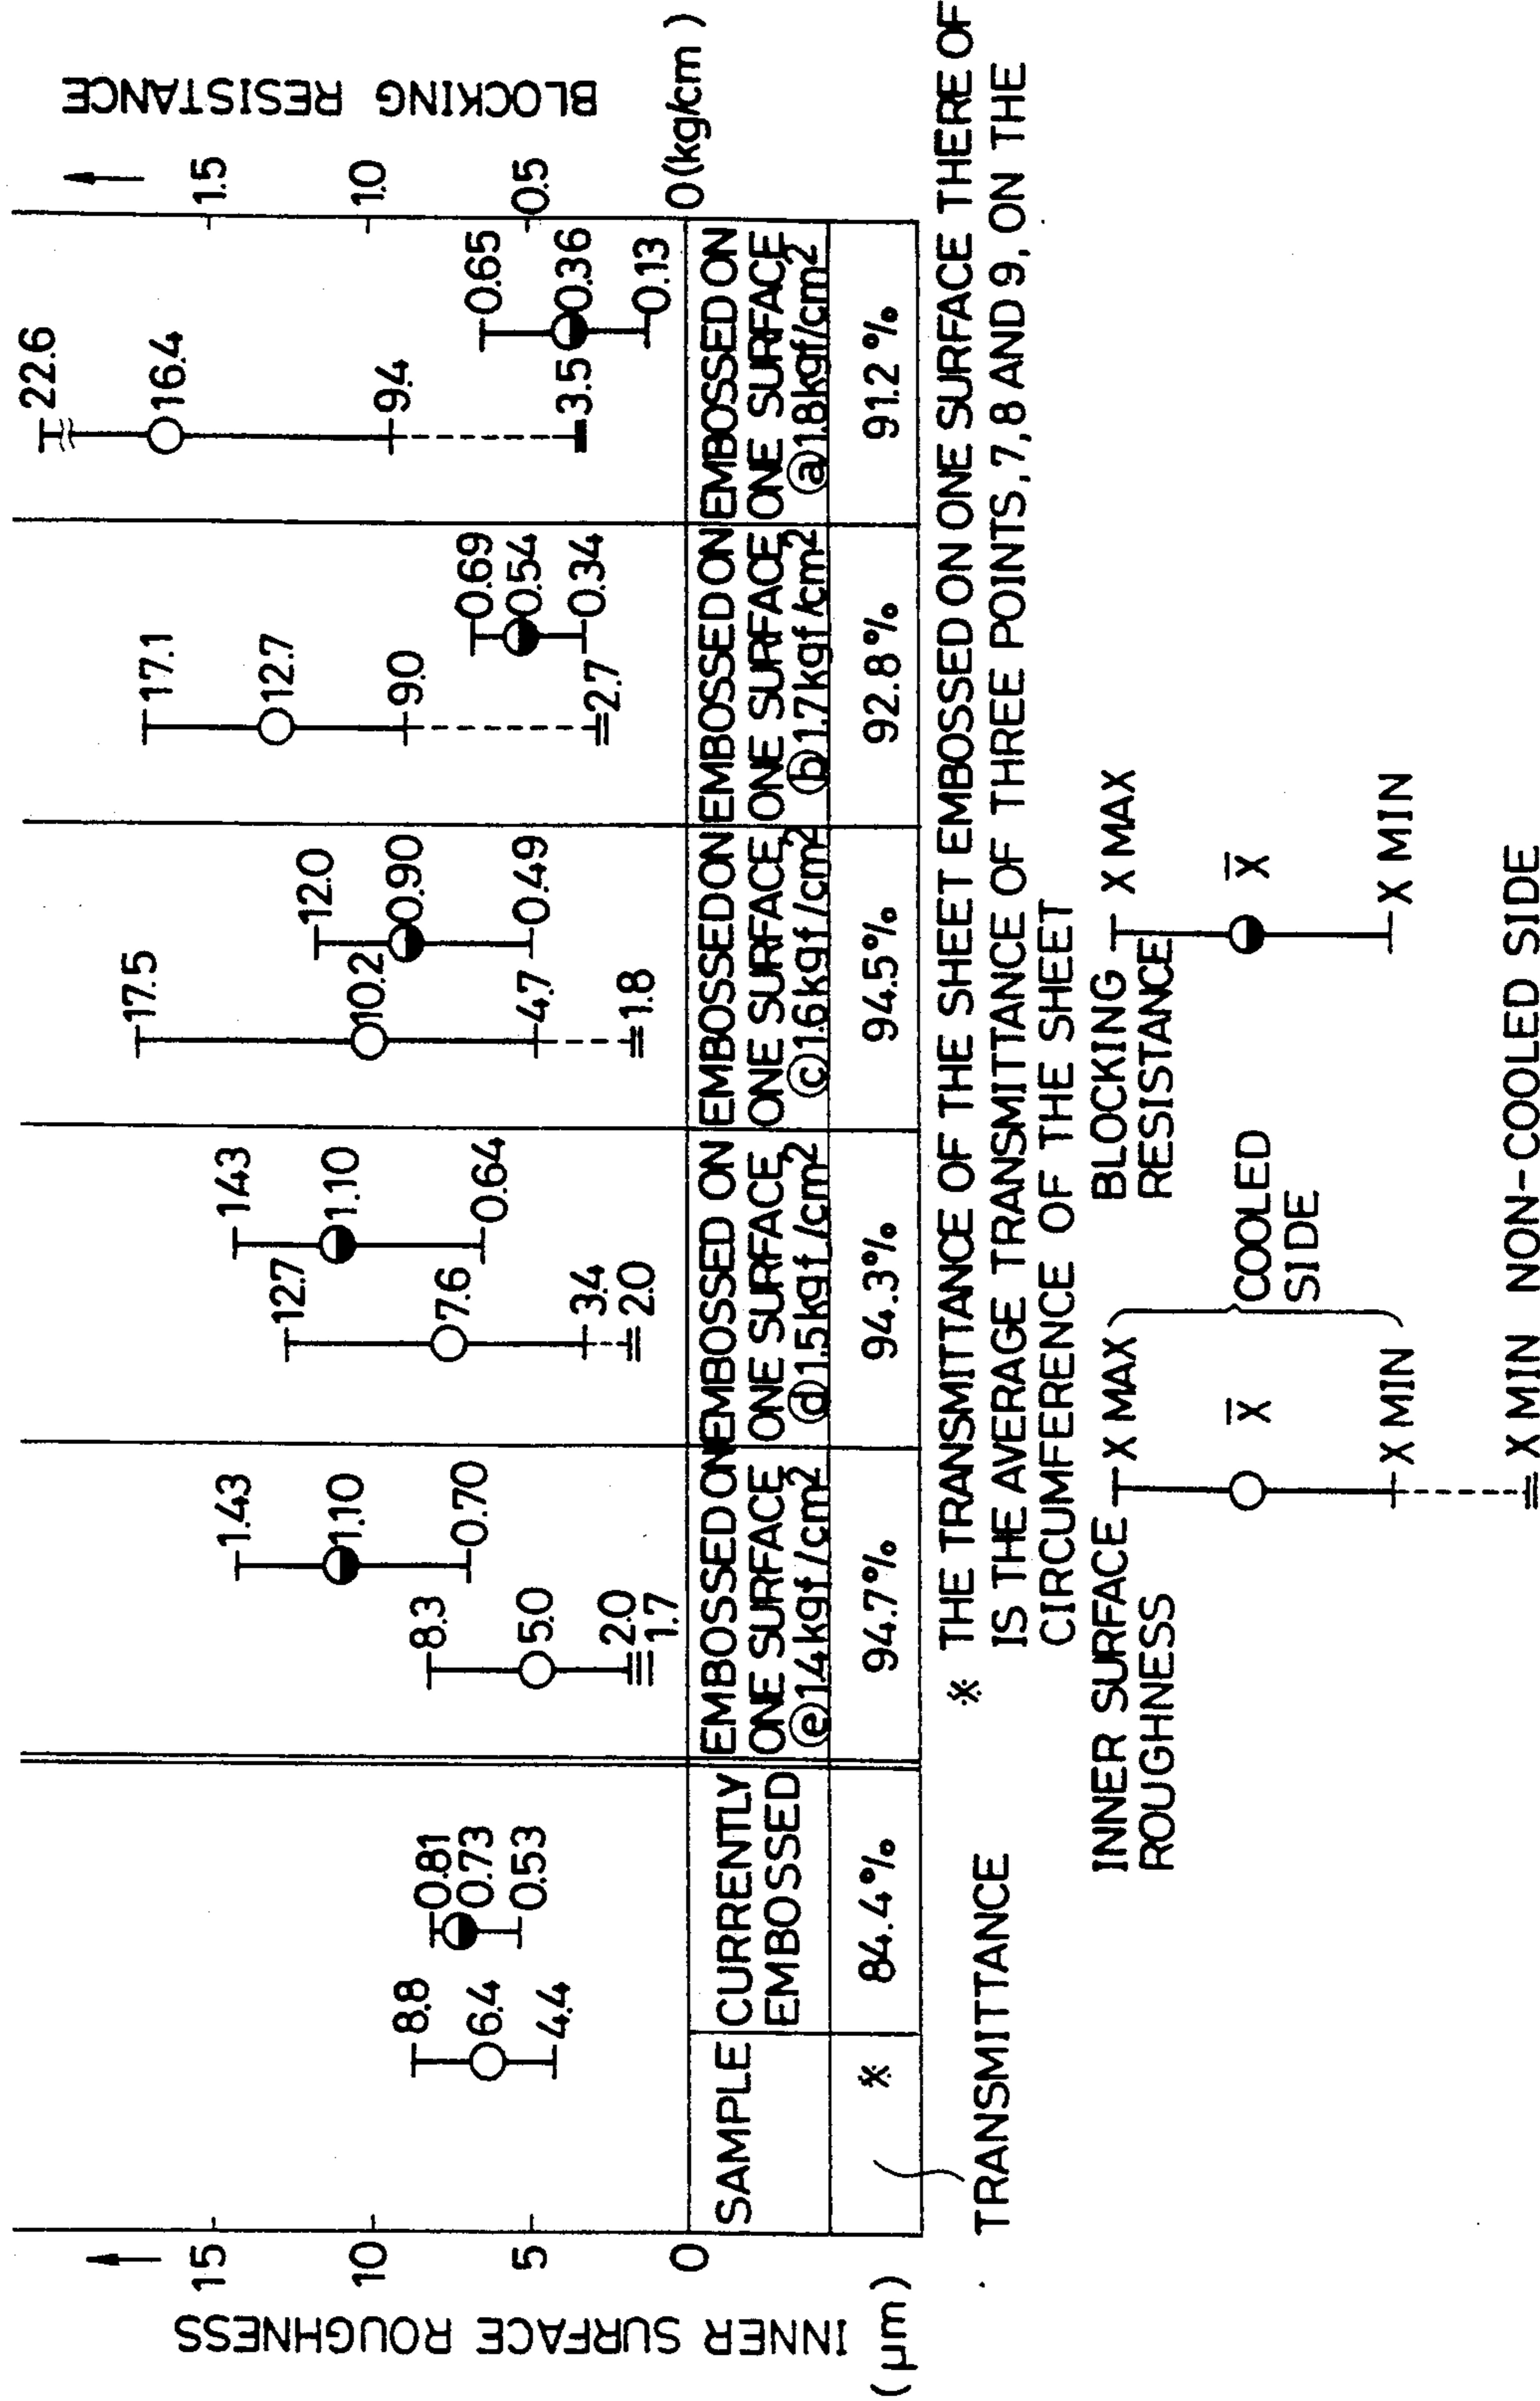 INNER SURFACE ROUGHNESS
(µm)
15
10
5
0
8.8
6.4
4.4
0.81
0.73
0.53
8.3
5.0
2.0
1.7
1.43
1.10
0.70
12.7
7.6
3.4
2.0
1.43
1.10
0.64
17.5
10.2
4.7
1.8
12.0
0.90
0.49
17.1
12.7
9.0
2.7
0.69
0.54
0.34
22.6
16.4
9.4
3.5
0.65
0.36
0.13
1.5
1.0
0.5
0 (kg/cm)
BLOCKING RESISTANCE
SAMPLE
CURRENTLY
EMBOSSED
EMBOSSED ON
ONE SURFACE
ⓔ1.4kgf/cm²
EMBOSSED ON
ONE SURFACE
ⓓ1.5kgf/cm²
EMBOSSED ON
ONE SURFACE
ⓒ1.6kgf/cm²
EMBOSSED ON
ONE SURFACE
ⓑ1.7kgf/cm²
EMBOSSED ON
ONE SURFACE
ⓐ1.8kgf/cm²
※
84.4%
94.7%
94.3%
94.5%
92.8%
91.2%
TRANSMITTANCE
※ THE TRANSMITTANCE OF THE SHEET EMBOSSED ON ONE SURFACE THERE OF
IS THE AVERAGE TRANSMITTANCE OF THREE POINTS, 7, 8 AND 9, ON THE
CIRCUMFERENCE OF THE SHEET
INNER SURFACE
ROUGHNESS
X MAX
X̄
X MIN
COOLED
SIDE
X MIN NON-COOLED SIDE
BLOCKING
RESISTANCE
X MAX
X̄
X MIN